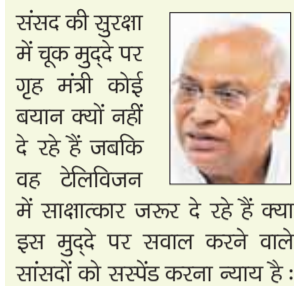 संसद की सुरक्षा
में चूक मुद्दे पर
गृह मंत्री कोई
बयान क्यों नहीं
दे रहे हैं जबकि
वह टेलिविजन
में साक्षात्कार जरूर दे रहे हैं क्या
इस मुद्दे पर सवाल करने वाले
सांसदों को सस्पेंड करना न्याय है :